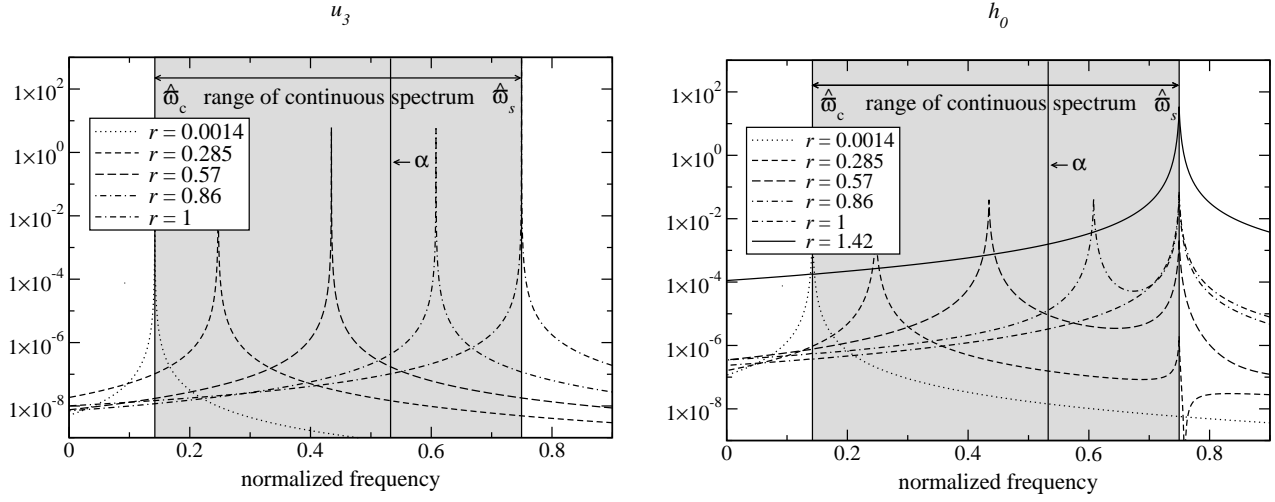 u₃
1×10²
1×10⁰
1×10⁻²
1×10⁻⁴
1×10⁻⁶
1×10⁻⁸
ϖ̂_c range of continuous spectrum ϖ̂_s
r = 0.0014
r = 0.285
r = 0.57
r = 0.86
r = 1
← α
0 0.2 0.4 0.6 0.8
normalized frequency
h₀
1×10²
1×10⁰
1×10⁻²
1×10⁻⁴
1×10⁻⁶
1×10⁻⁸
ϖ̂_c range of continuous spectrum ϖ̂_s
r = 0.0014
r = 0.285
r = 0.57
r = 0.86
r = 1
r = 1.42
← α
0 0.2 0.4 0.6 0.8
normalized frequency